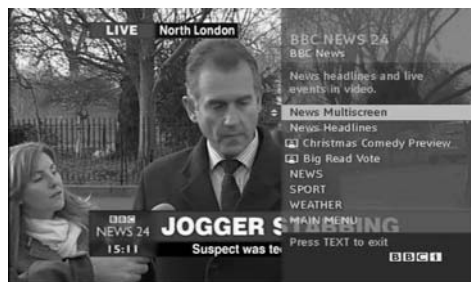 LIVE North London
BBC NEWS 24
BBC News
News headlines and live
events in video.
News Multiscreen
News Headlines
Christmas Comedy Preview
Big Read Vote
NEWS
SPORT
WEATHER
MAIN MENU
Press TEXT to exit
BBC 1
BBC
NEWS 24
15:11
JOGGER STABBING
Suspect was